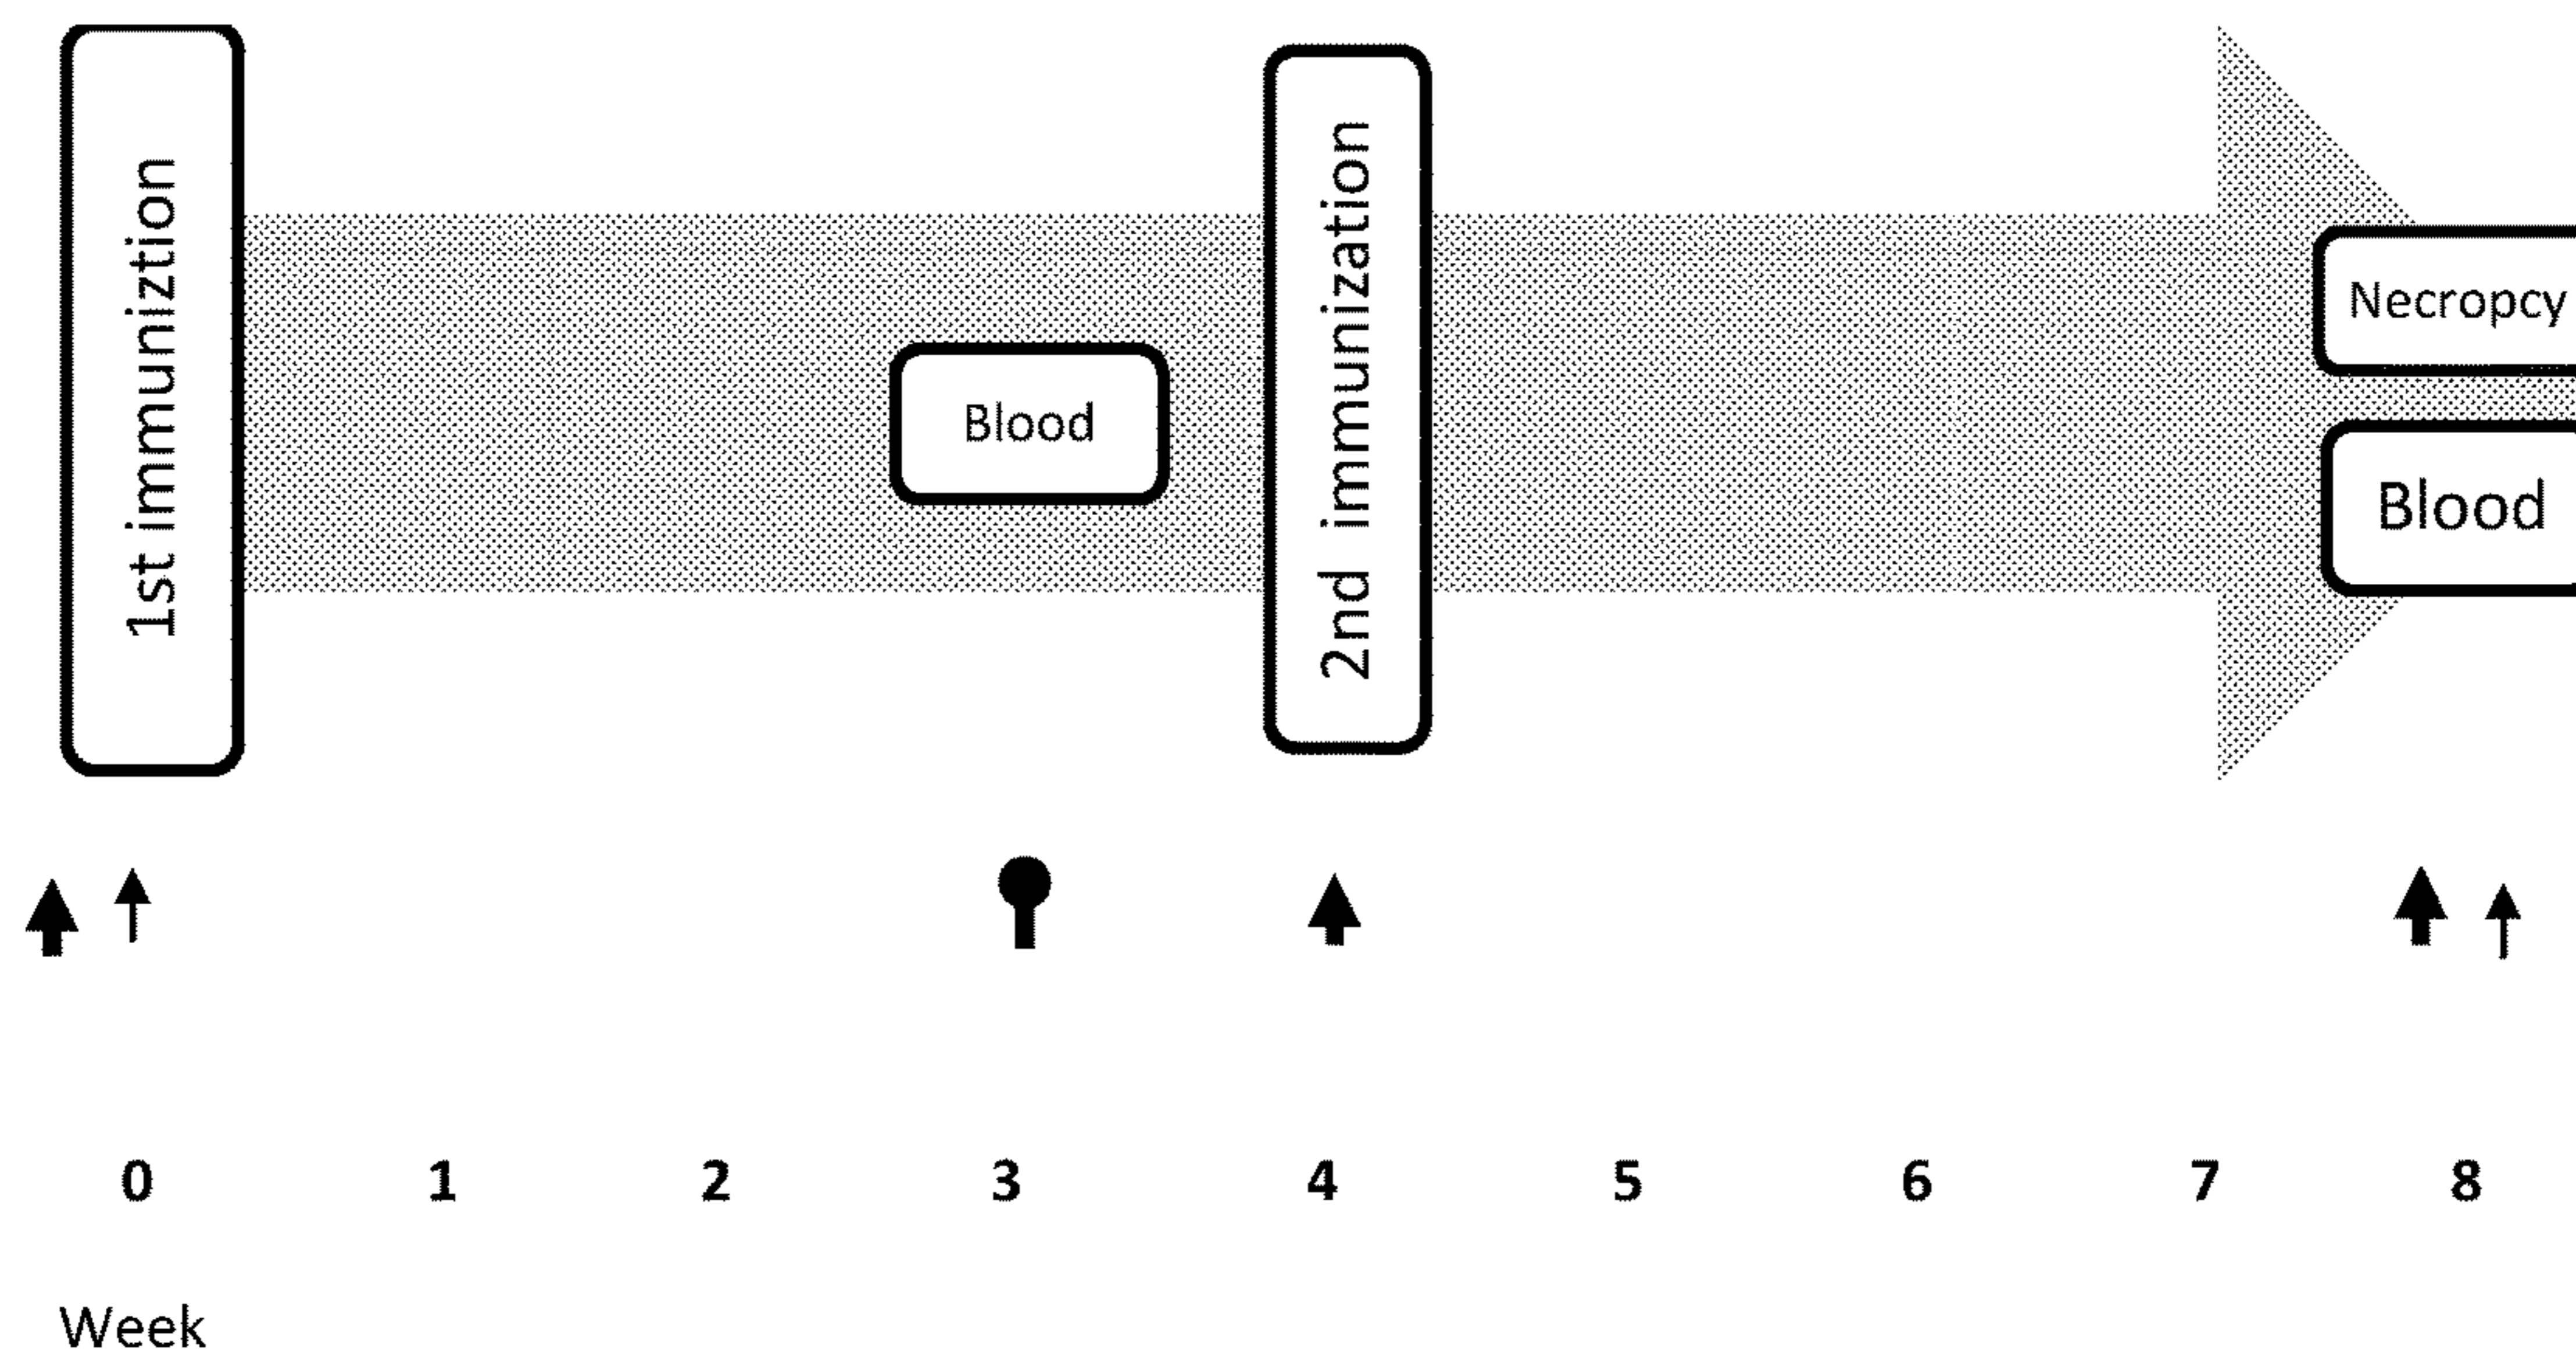 1st immuniztion
Blood
2nd immunization
Necropcy
Blood
0 1 2 3 4 5 6 7 8
Week